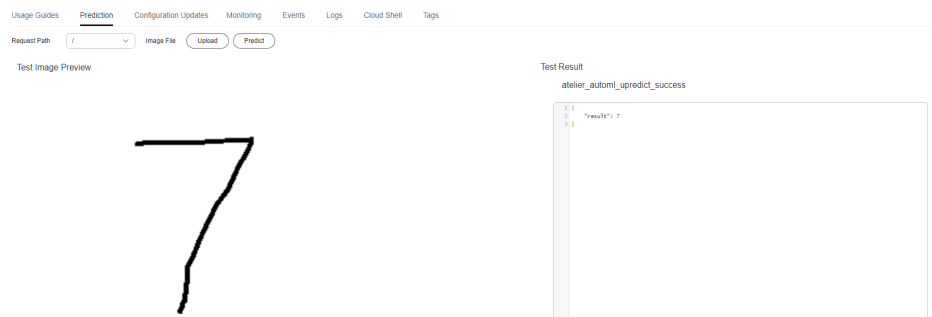 Usage Guides Prediction Configuration Updates Monitoring Events Logs Cloud Shell Tags
Request Path / Image File Upload Predict
Test Image Preview
7
Test Result
atelier_automl_upredict_success
1 {
2 "result": 7
3 }